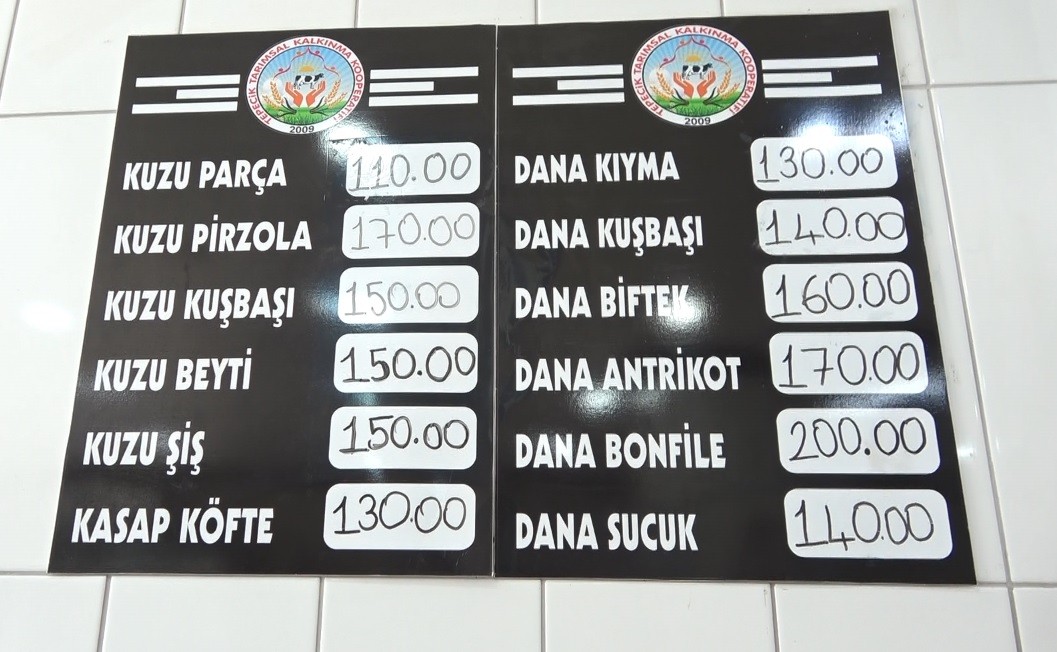 TEPECİK TARIMSAL KALKINMA KOOPERATİFİ
2009
KUZU PARÇA 110.00
KUZU PİRZOLA 170.00
KUZU KUŞBAŞI 150.00
KUZU BEYTİ 150.00
KUZU ŞİŞ 150.00
KASAP KÖFTE 130.00
TEPECİK TARIMSAL KALKINMA KOOPERATİFİ
2009
DANA KIYMA 130.00
DANA KUŞBAŞI 140.00
DANA BİFTEK 160.00
DANA ANTRİKOT 170.00
DANA BONFİLE 200.00
DANA SUCUK 140.00